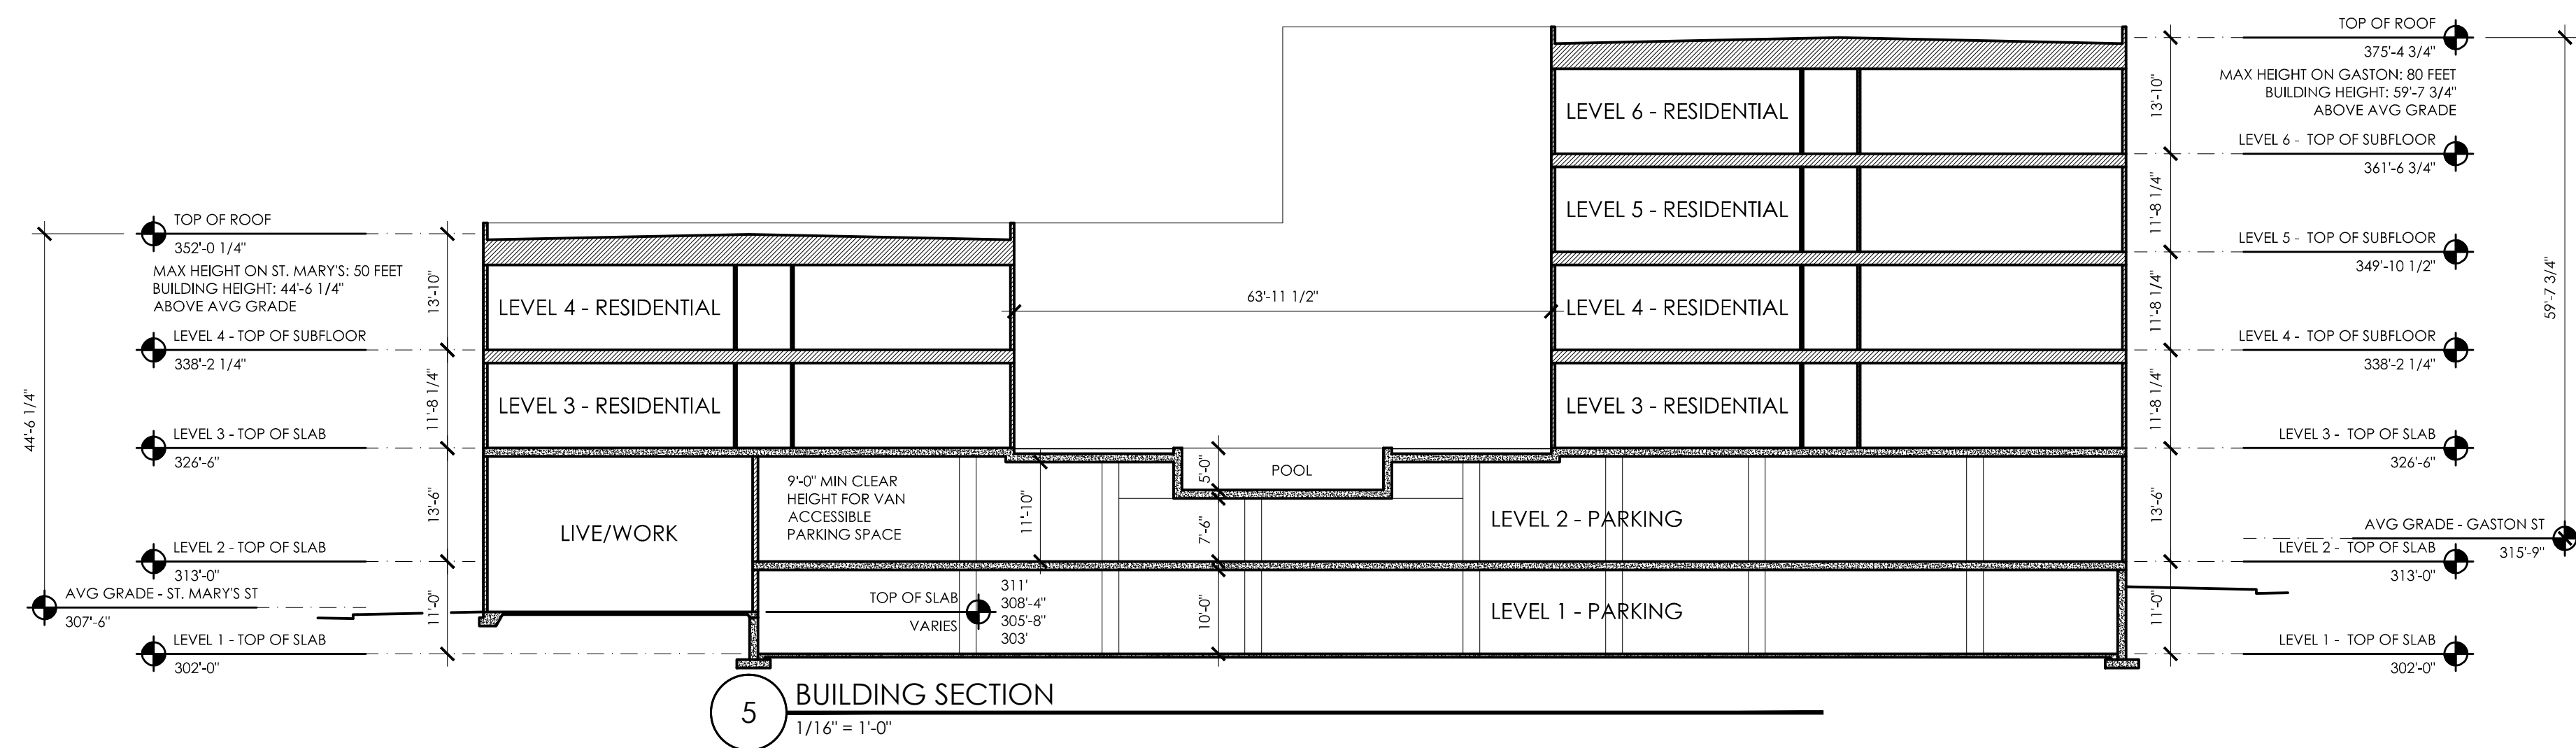 TOP OF ROOF
352'-0 1/4"
MAX HEIGHT ON ST. MARY'S: 50 FEET
BUILDING HEIGHT: 44'-6 1/4"
ABOVE AVG GRADE
LEVEL 4 - TOP OF SUBFLOOR
338'-2 1/4"
LEVEL 3 - TOP OF SLAB
326'-6"
LEVEL 2 - TOP OF SLAB
313'-0"
AVG GRADE - ST. MARY'S ST
307'-6"
LEVEL 1 - TOP OF SLAB
302'-0"
44'-6 1/4"
13'-10"
11'-8 1/4"
13'-6"
11'-0"
LEVEL 4 - RESIDENTIAL
LEVEL 3 - RESIDENTIAL
LIVE/WORK
9'-0" MIN CLEAR
HEIGHT FOR VAN
ACCESSIBLE
PARKING SPACE
11'-10"
TOP OF SLAB
VARIES
311'
308'-4"
305'-8"
303'
63'-11 1/2"
5'-0"
POOL
7'-6"
10'-0"
LEVEL 6 - RESIDENTIAL
LEVEL 5 - RESIDENTIAL
LEVEL 4 - RESIDENTIAL
LEVEL 3 - RESIDENTIAL
LEVEL 2 - PARKING
LEVEL 1 - PARKING
13'-10"
11'-8 1/4"
11'-8 1/4"
11'-8 1/4"
13'-6"
11'-0"
TOP OF ROOF
375'-4 3/4"
MAX HEIGHT ON GASTON: 80 FEET
BUILDING HEIGHT: 59'-7 3/4"
ABOVE AVG GRADE
LEVEL 6 - TOP OF SUBFLOOR
361'-6 3/4"
LEVEL 5 - TOP OF SUBFLOOR
349'-10 1/2"
LEVEL 4 - TOP OF SUBFLOOR
338'-2 1/4"
LEVEL 3 - TOP OF SLAB
326'-6"
AVG GRADE - GASTON ST
315'-9"
LEVEL 2 - TOP OF SLAB
313'-0"
LEVEL 1 - TOP OF SLAB
302'-0"
59'-7 3/4"
5
BUILDING SECTION
1/16" = 1'-0"